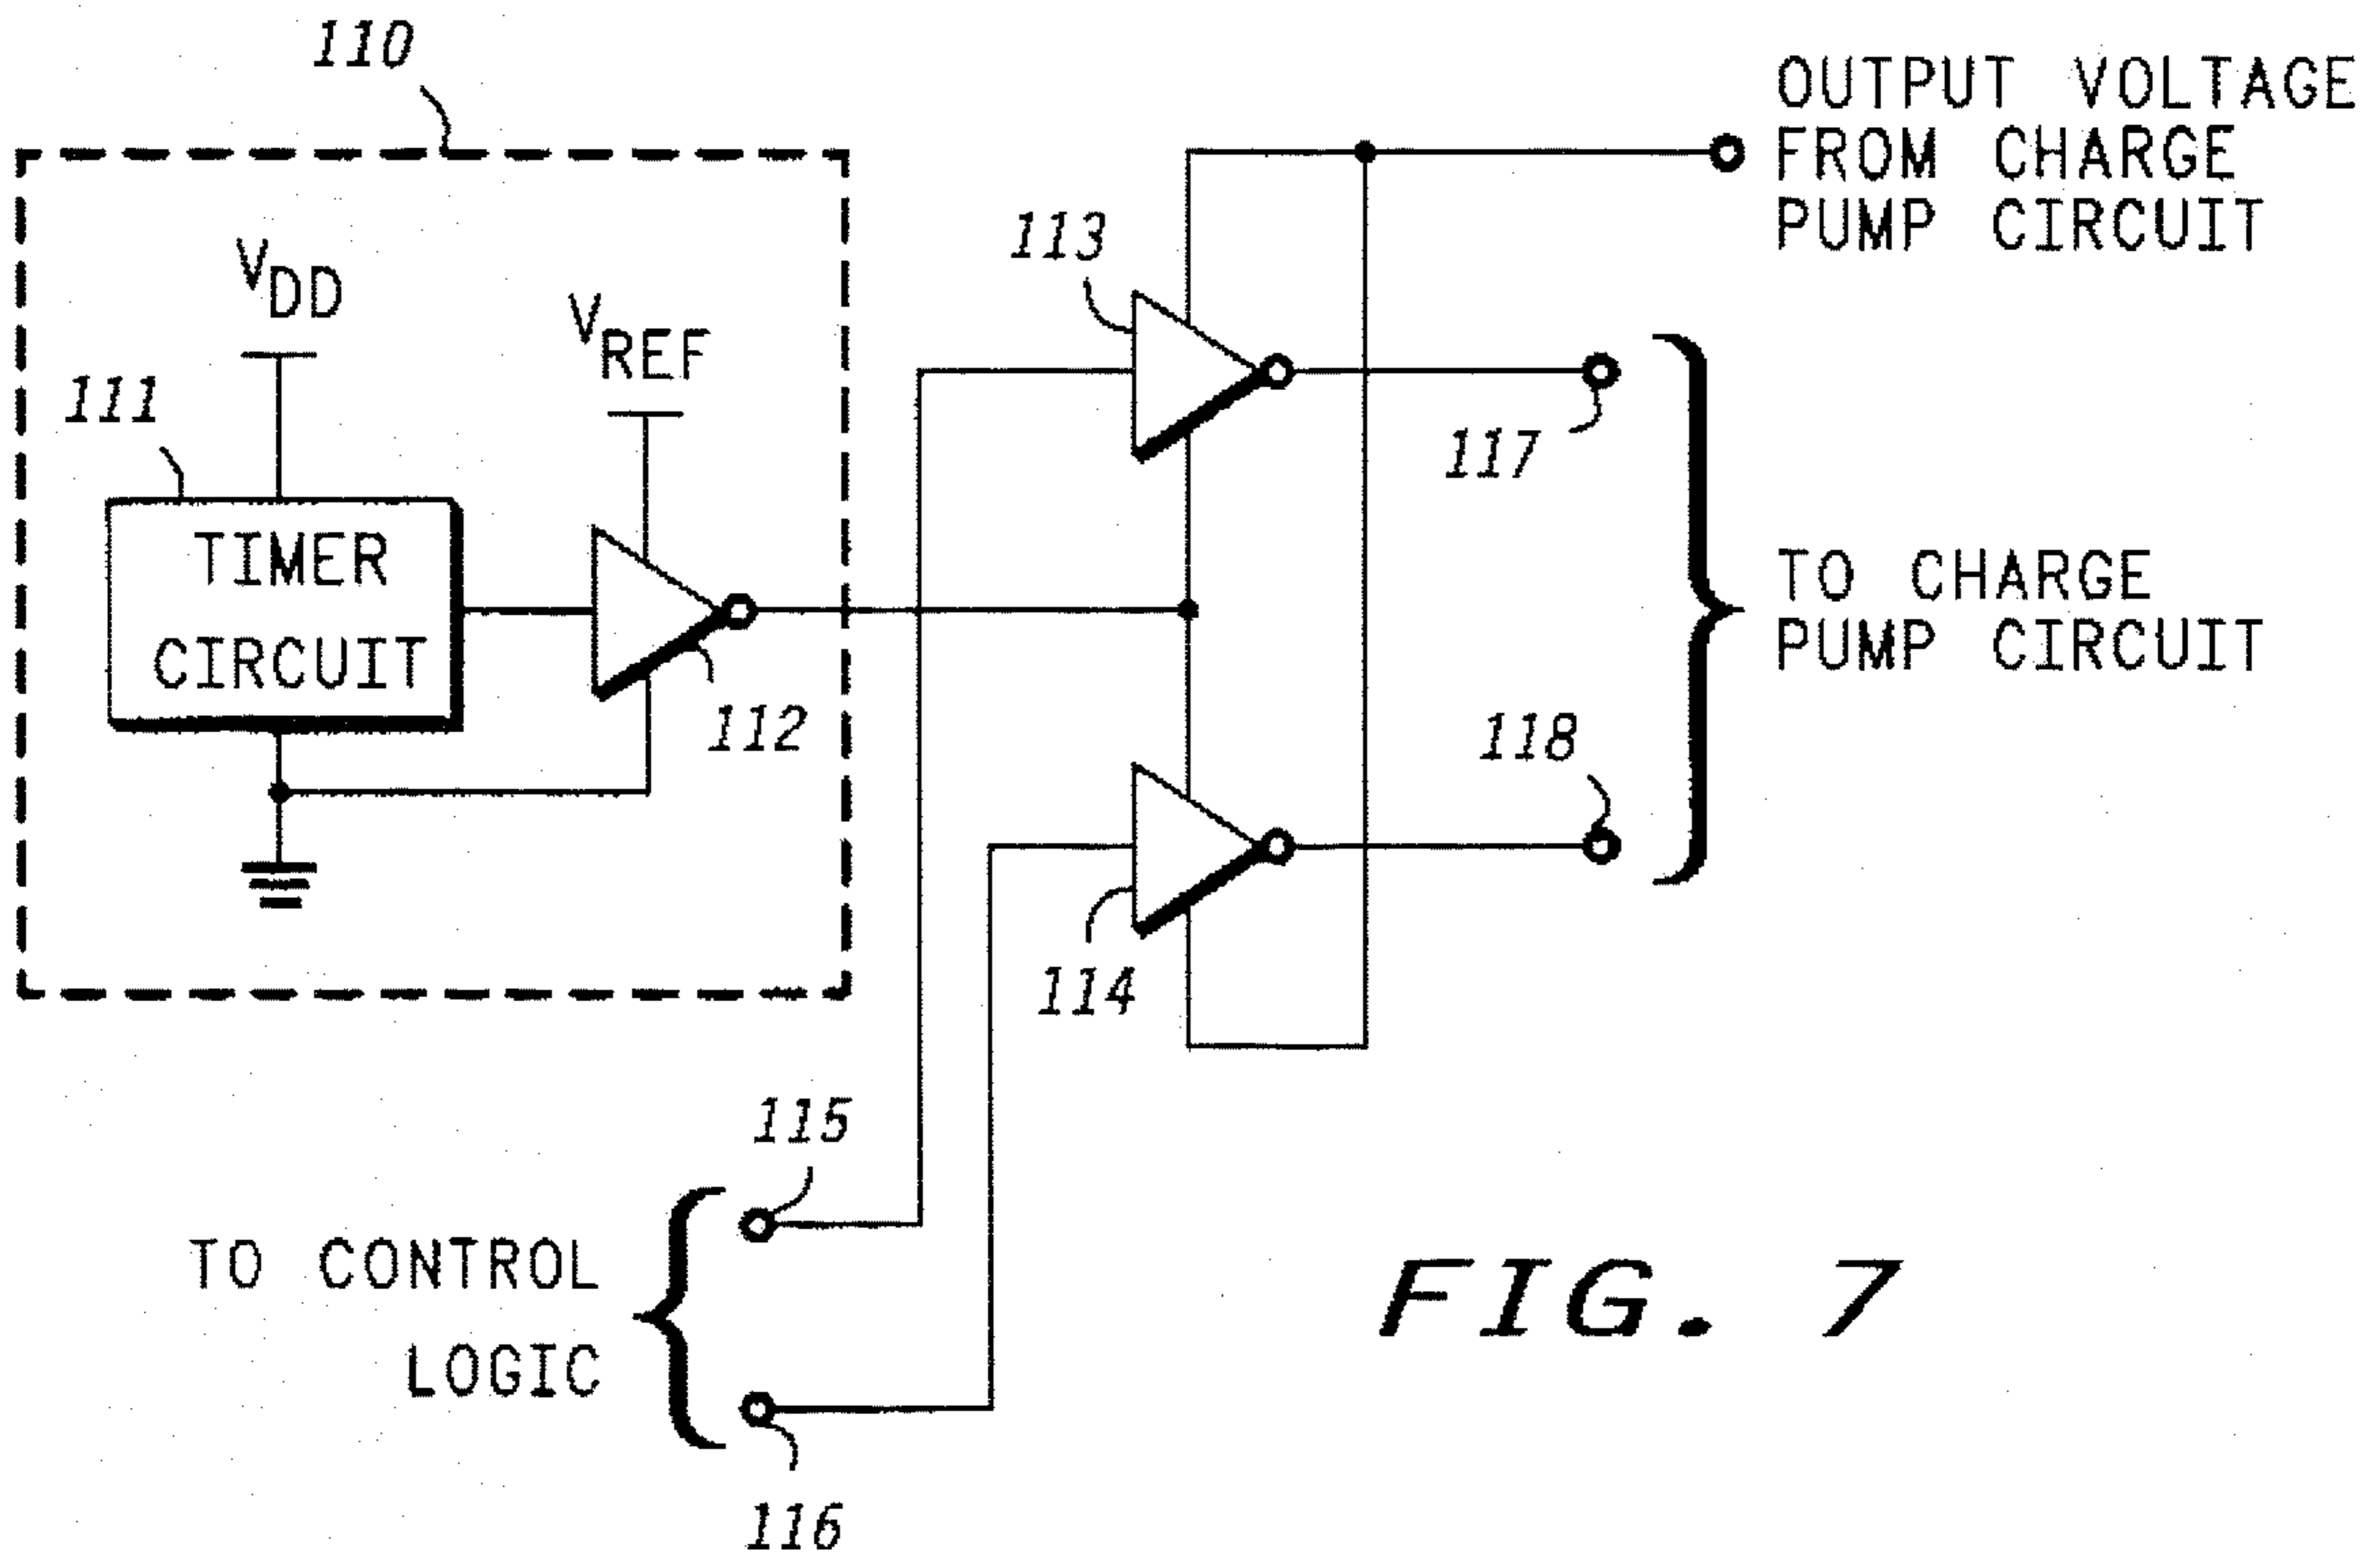 110
OUTPUT VOLTAGE
FROM CHARGE
PUMP CIRCUIT
113
VDD
VREF
111
117
TIMER
CIRCUIT
TO CHARGE
PUMP CIRCUIT
112
118
114
115
TO CONTROL
LOGIC
116
FIG. 7